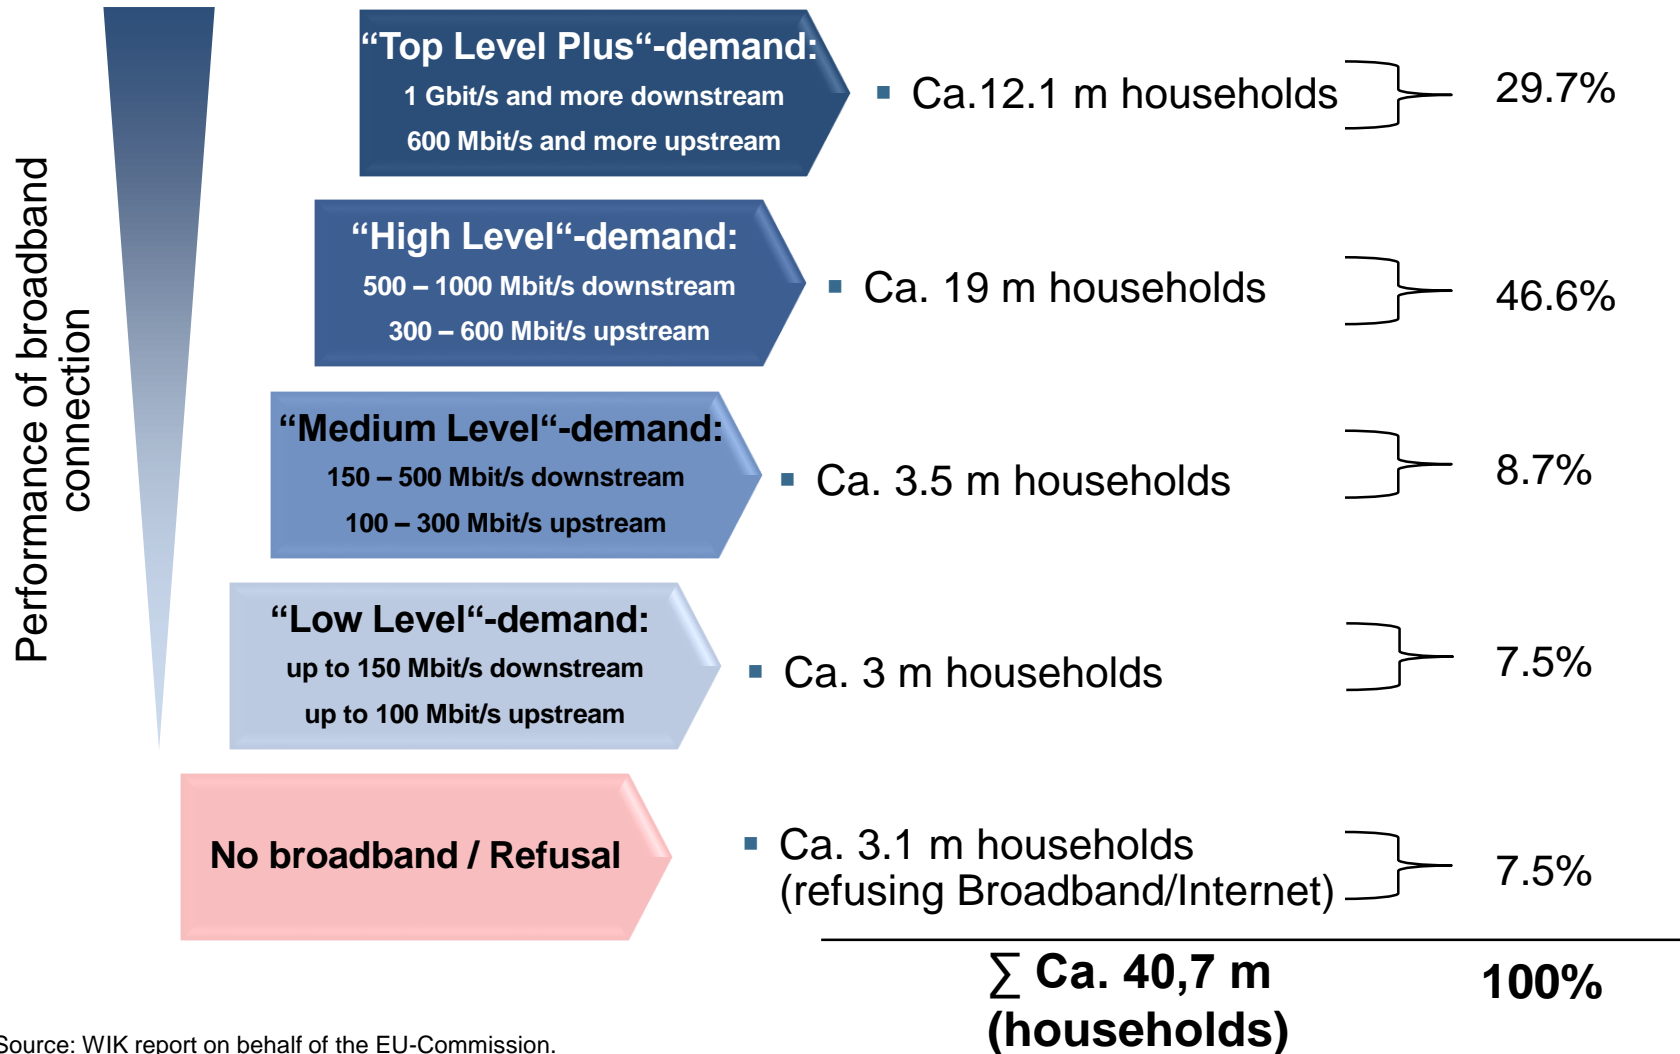 Performance of broadband
connection
“Top Level Plus“-demand:
1 Gbit/s and more downstream
600 Mbit/s and more upstream
▪ Ca.12.1 m households
29.7%
“High Level“-demand:
500 – 1000 Mbit/s downstream
300 – 600 Mbit/s upstream
▪ Ca. 19 m households
46.6%
“Medium Level“-demand:
150 – 500 Mbit/s downstream
100 – 300 Mbit/s upstream
▪ Ca. 3.5 m households
8.7%
“Low Level“-demand:
up to 150 Mbit/s downstream
up to 100 Mbit/s upstream
▪ Ca. 3 m households
7.5%
No broadband / Refusal
▪ Ca. 3.1 m households
(refusing Broadband/Internet)
7.5%
∑ Ca. 40,7 m
(households)
100%
Source: WIK report on behalf of the EU-Commission.